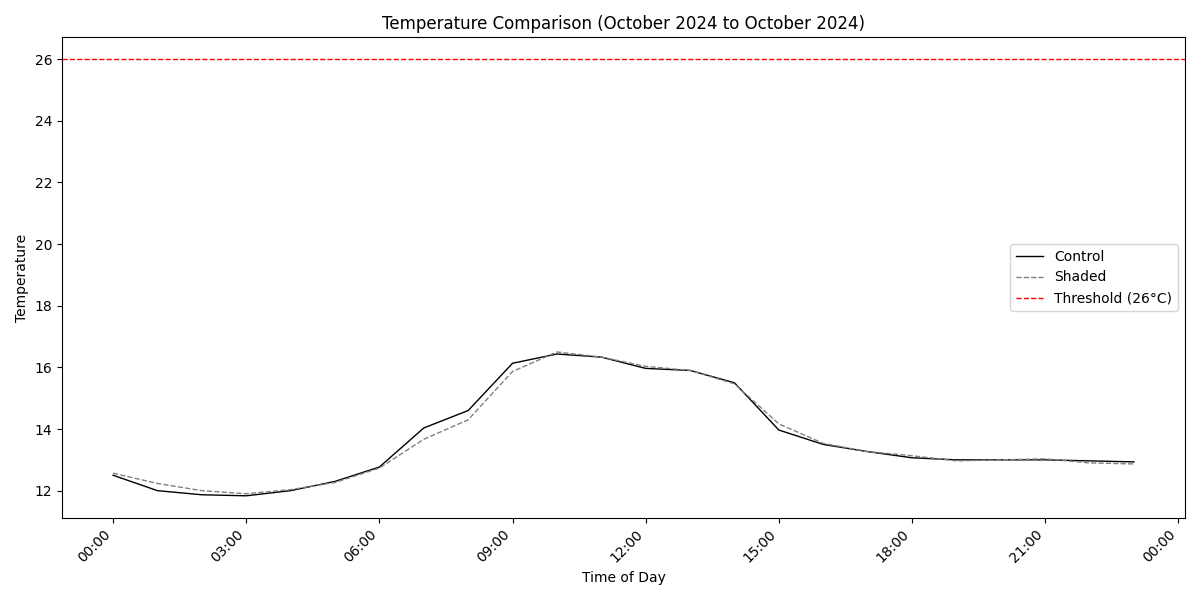 Temperature Comparison (October 2024 to October 2024)
Temperature
26
24
22
20
18
16
14
12
Control
Shaded
Threshold (26°C)
00:00
03:00
06:00
09:00
12:00
15:00
18:00
21:00
00:00
Time of Day